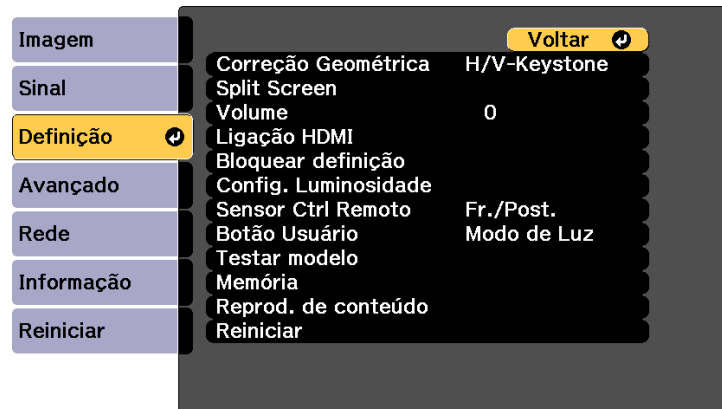 Imagem
Sinal
Definição
Avançado
Rede
Informação
Reiniciar
Voltar
Correção Geométrica H/V-Keystone
Split Screen
Volume 0
Ligação HDMI
Bloquear definição
Config. Luminosidade
Sensor Ctrl Remoto Fr./Post.
Botão Usuário Modo de Luz
Testar modelo
Memória
Reprod. de conteúdo
Reiniciar